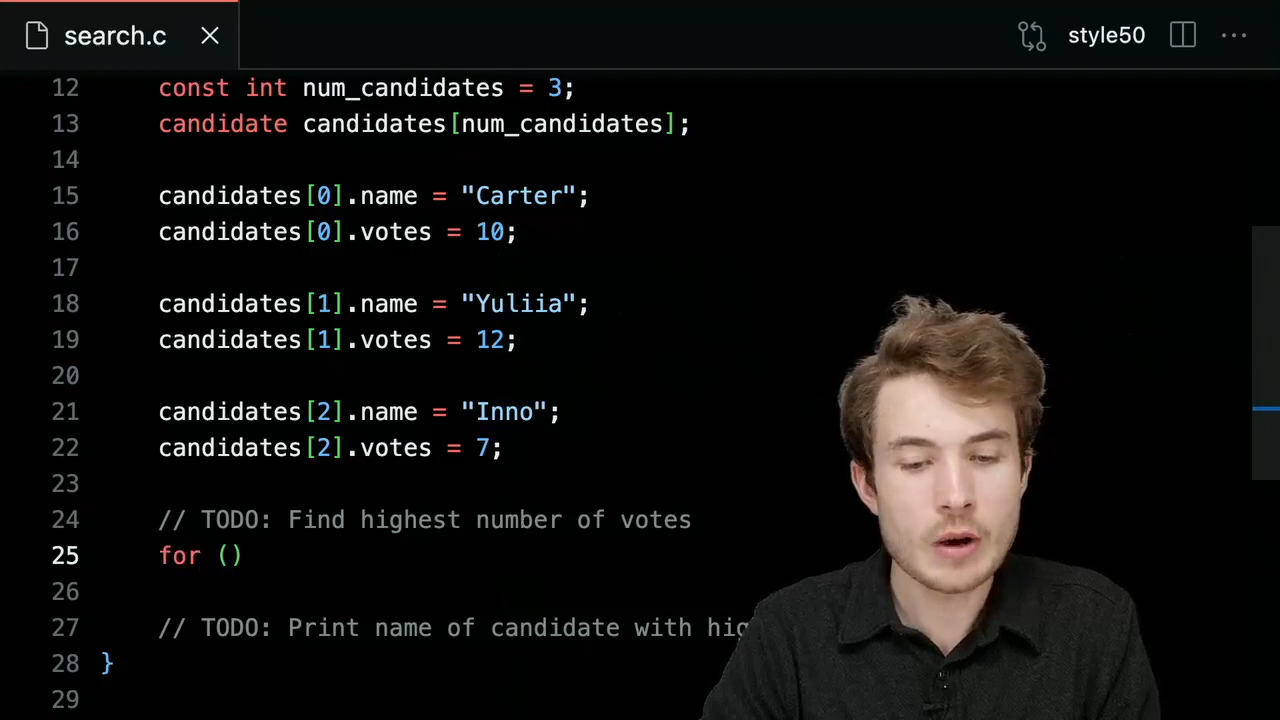 search.c
style50
12 const int num_candidates = 3;
13 candidate candidates[num_candidates];
14
15 candidates[0].name = "Carter";
16 candidates[0].votes = 10;
17
18 candidates[1].name = "Yuliia";
19 candidates[1].votes = 12;
20
21 candidates[2].name = "Inno";
22 candidates[2].votes = 7;
23
24 // TODO: Find highest number of votes
25 for ()
26
27 // TODO: Print name of candidate with
28 }
29